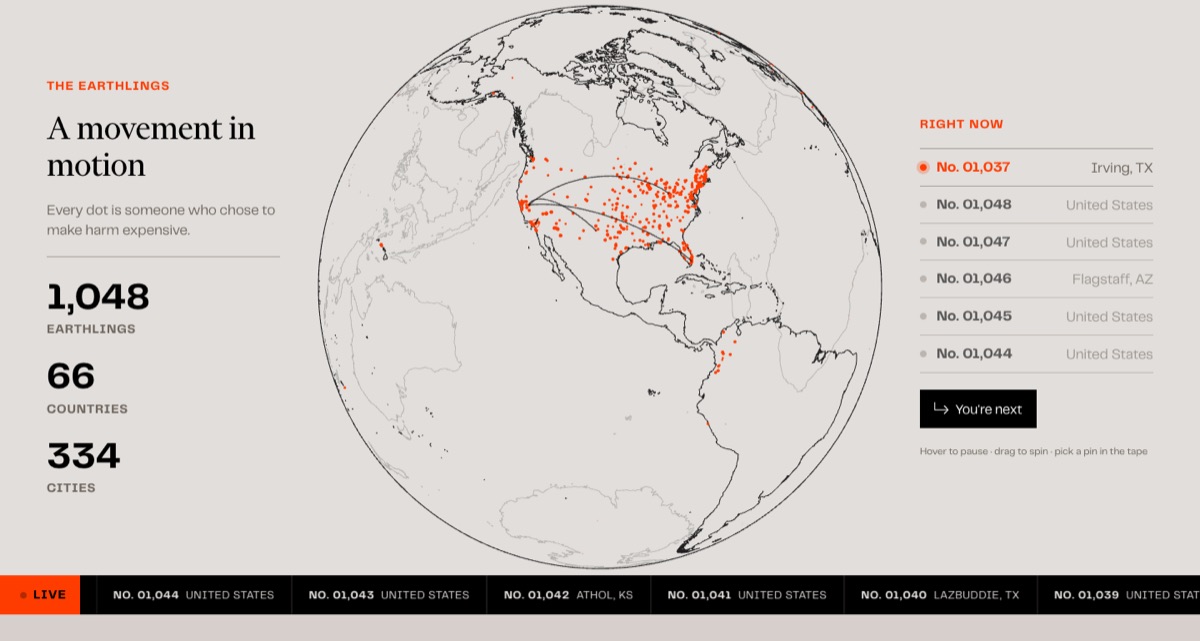 THE EARTHLINGS
A movement in
motion
Every dot is someone who chose to
make harm expensive.
1,048
EARTHLINGS
66
COUNTRIES
334
CITIES
RIGHT NOW
No. 01,037 Irving, TX
No. 01,048 United States
No. 01,047 United States
No. 01,046 Flagstaff, AZ
No. 01,045 United States
No. 01,044 United States
You're next
Hover to pause · drag to spin · pick a pin in the tape
LIVE NO. 01,044 UNITED STATES NO. 01,043 UNITED STATES NO. 01,042 ATHOL, KS NO. 01,041 UNITED STATES NO. 01,040 LAZBUDDIE, TX NO. 01,039 UNITED STAT